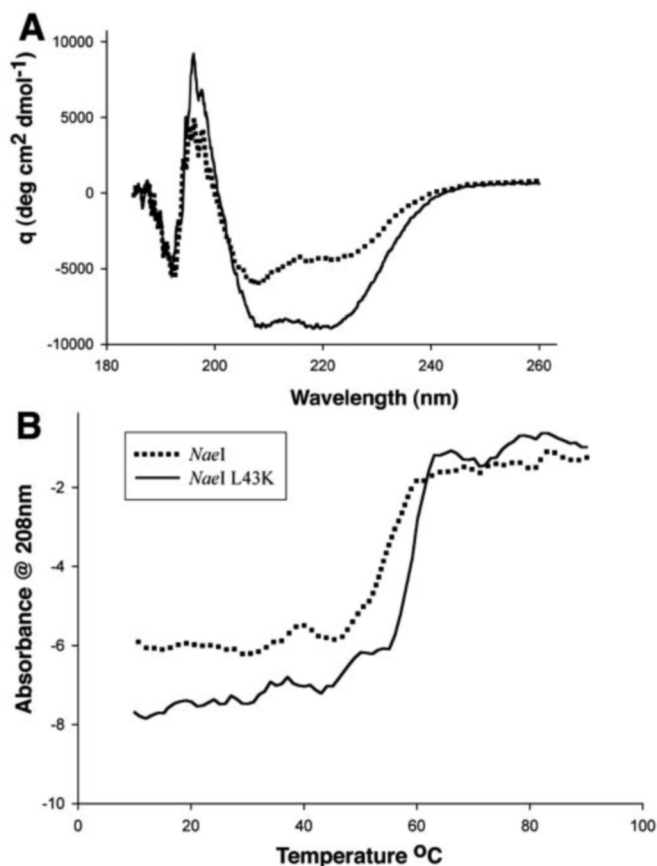 A
q (deg cm2 dmol-1)
10000
5000
0
-5000
-10000
180
200
220
240
260
Wavelength (nm)
B
NaeI
NaeI L43K
Absorbance @ 208nm
-2
-4
-6
-8
-10
0
20
40
60
80
100
Temperature oC